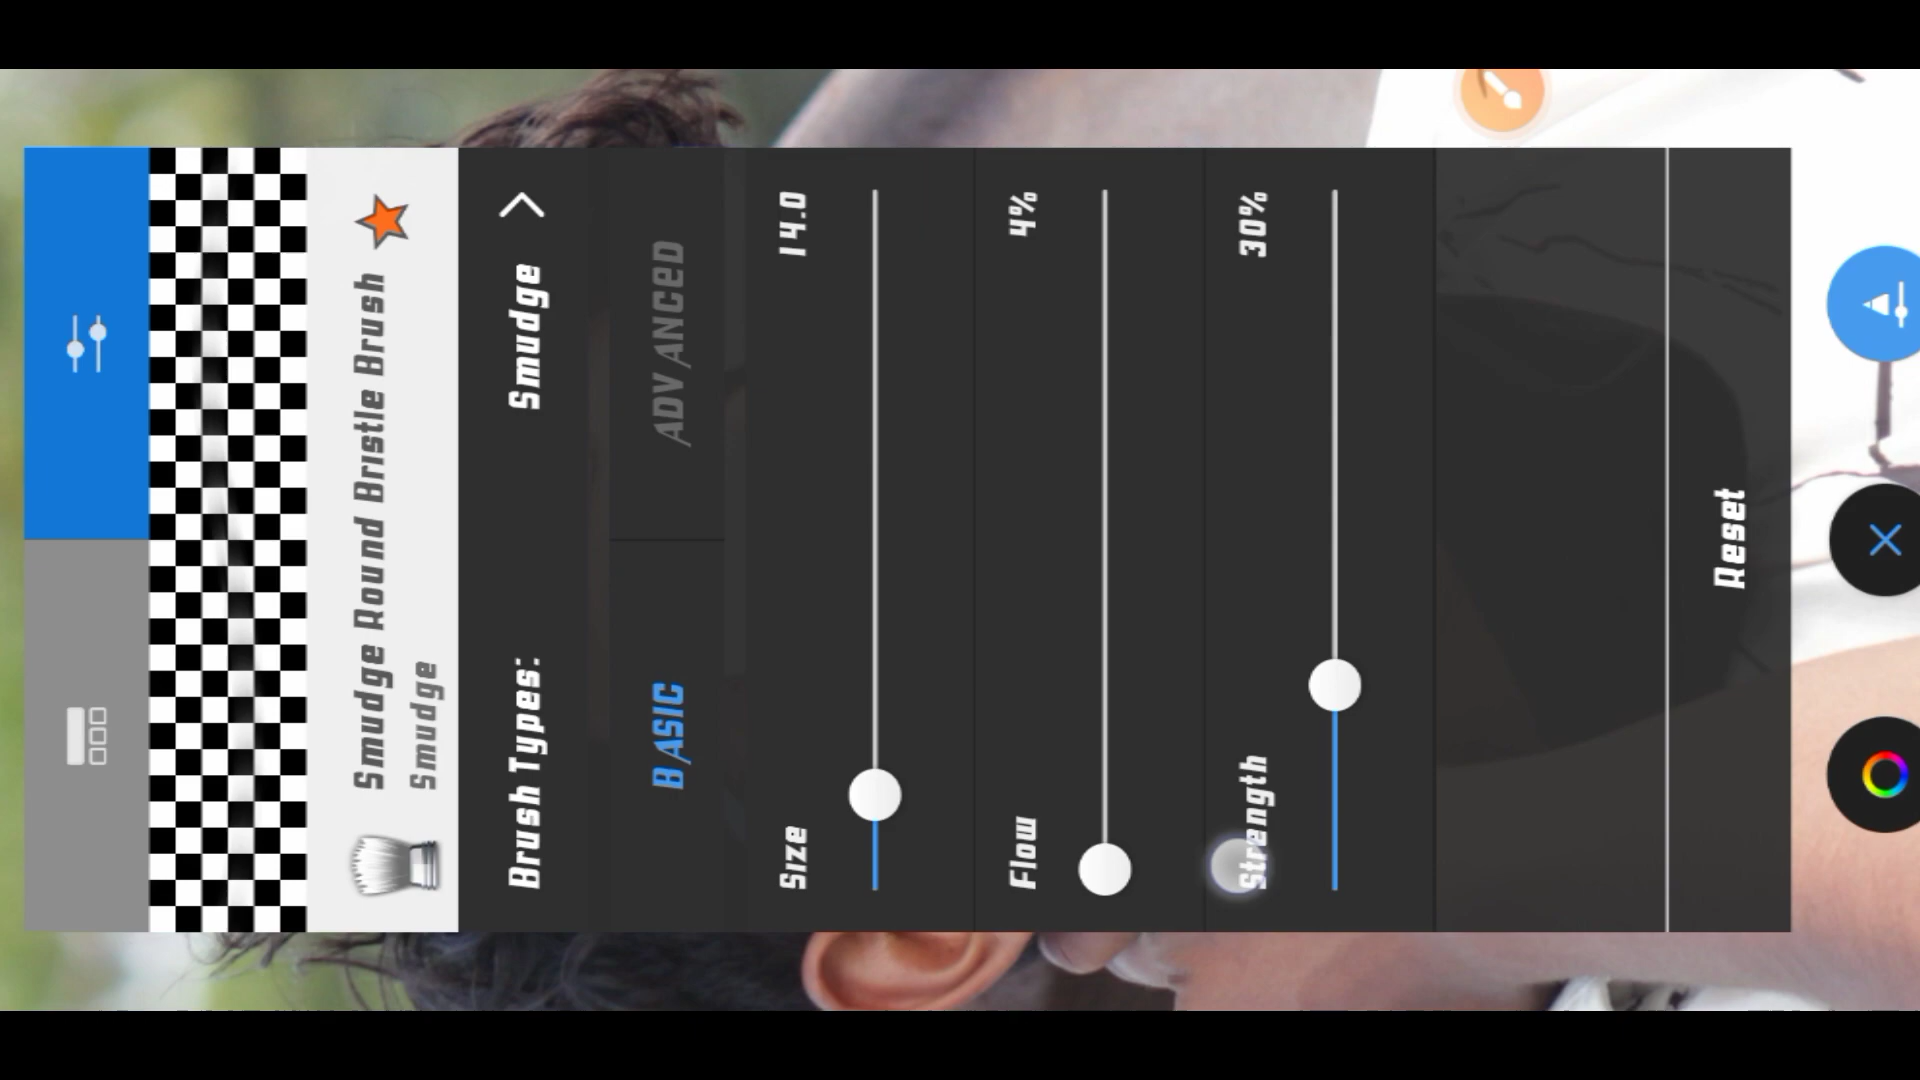 Smudge Round Bristle Brush
Smudge
Brush Types: Smudge
BASIC ADVANCED
Size 14.0
Flow 4%
Strength 30%
Reset